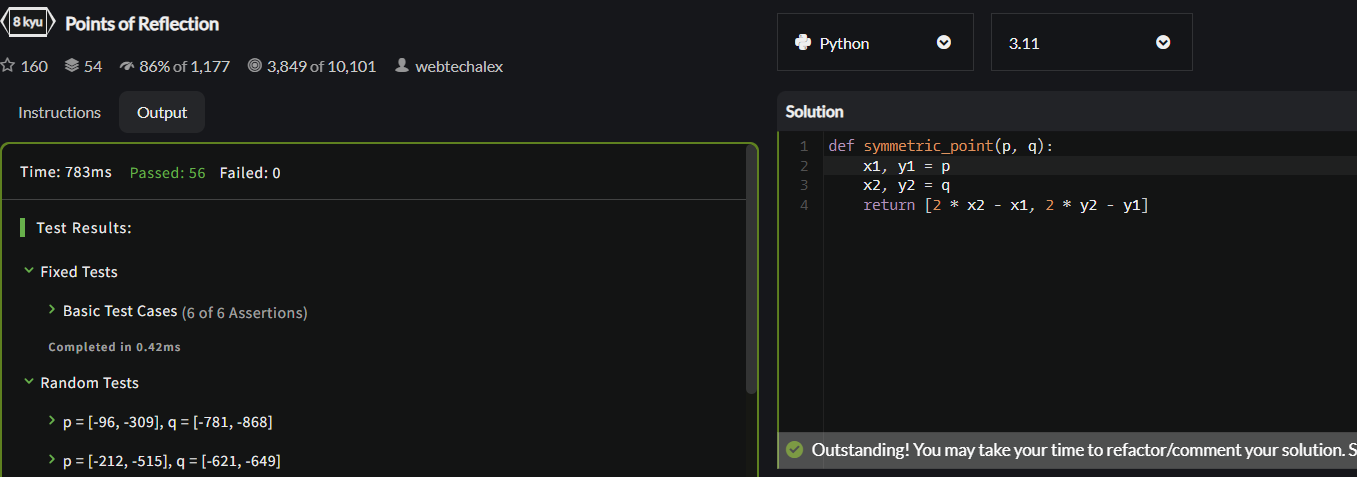 8 kyu Points of Reflection
160 54 86% of 1,177 3,849 of 10,101 webtechalex
Instructions Output
Time: 783ms Passed: 56 Failed: 0
Test Results:
Fixed Tests
Basic Test Cases (6 of 6 Assertions)
Completed in 0.42ms
Random Tests
p = [-96, -309], q = [-781, -868]
p = [-212, -515], q = [-621, -649]
Python 3.11
Solution
1 def symmetric_point(p, q):
2     x1, y1 = p
3     x2, y2 = q
4     return [2 * x2 - x1, 2 * y2 - y1]
Outstanding! You may take your time to refactor/comment your solution. S